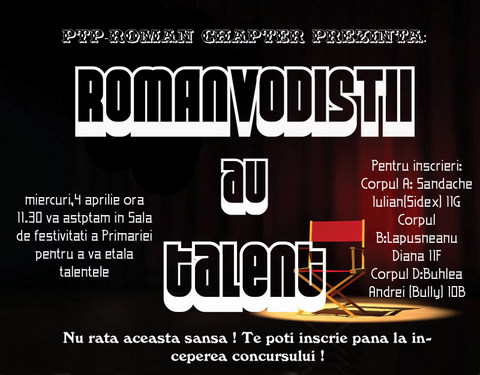 PTP-ROMAN CHAPTER PREZINTA:
ROMANVODISTII
AU
TALENT
miercuri,4 aprilie ora
11.30 va astptam in Sala
de festivitati a Primariei
pentru a va etala
talentele
Pentru inscrieri:
Corpul A: Sandache
Iulian(Sidex) 11G
Corpul
B:Lapusneanu
Diana 11F
Corpul D:Buhlea
Andrei (Bully) 10B
Nu rata aceasta sansa ! Te poti inscrie pana la in-
ceperea concursului !